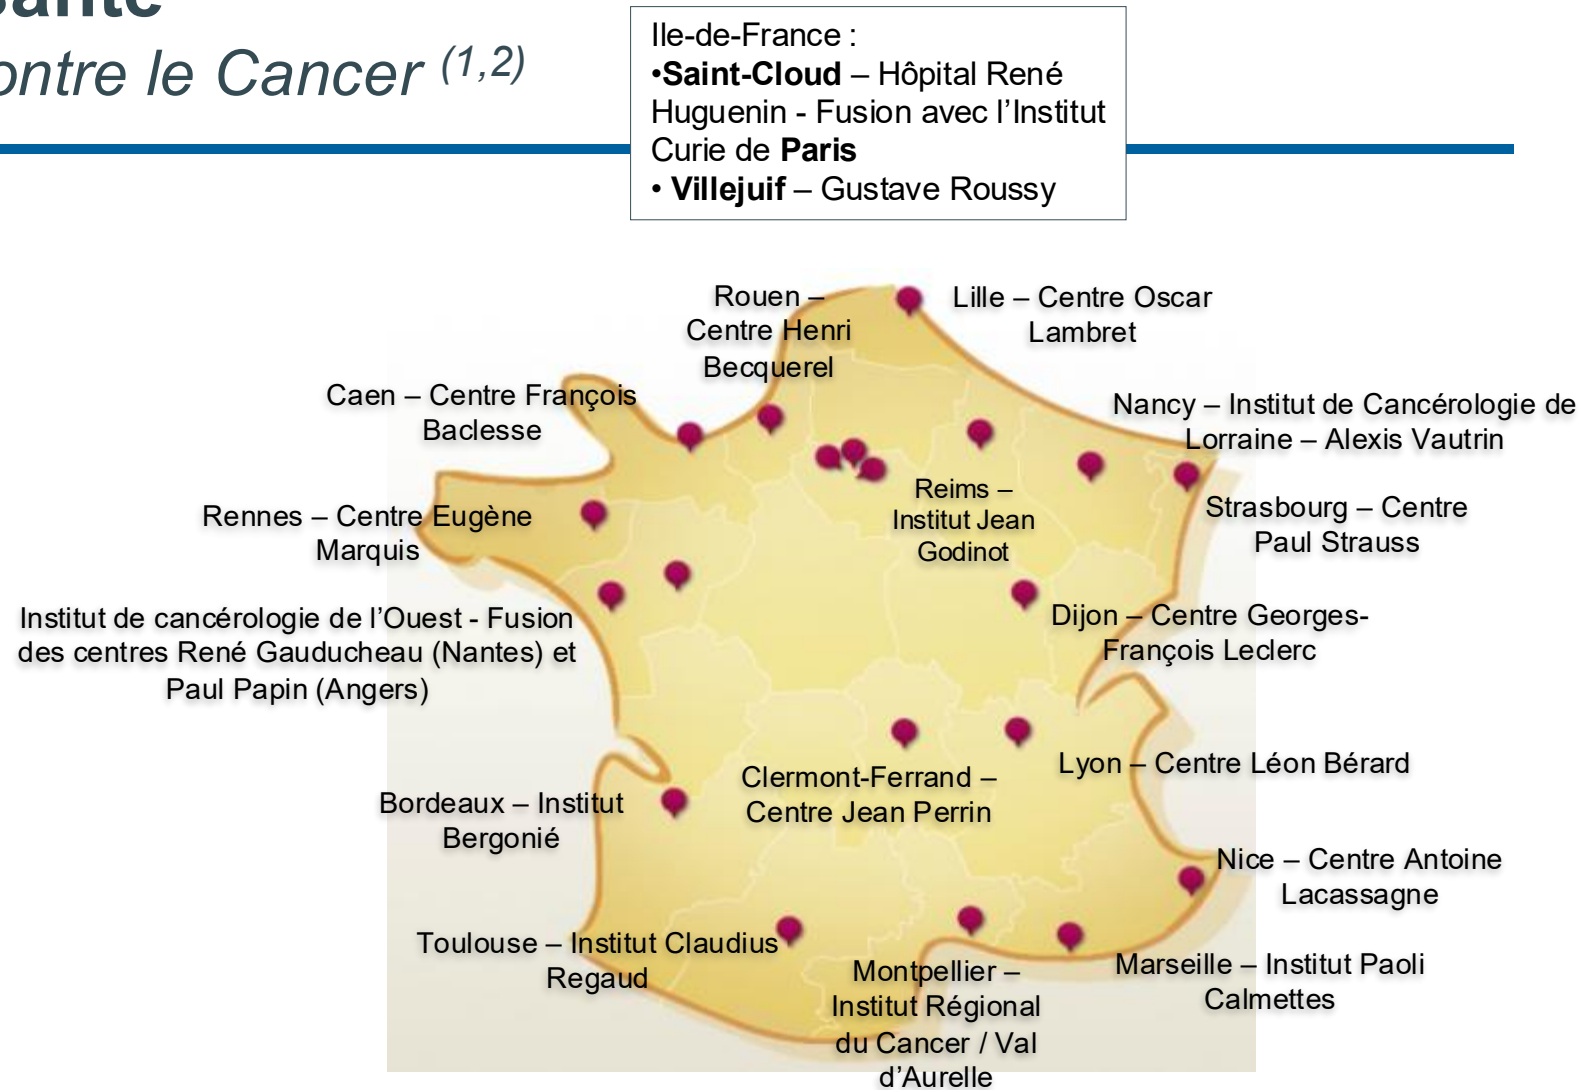 ontre le Cancer (1,2)
Ile-de-France :
•Saint-Cloud – Hôpital René
Huguenin - Fusion avec l’Institut
Curie de Paris
• Villejuif – Gustave Roussy
Rouen –
Centre Henri
Becquerel
Lille – Centre Oscar
Lambret
Caen – Centre François
Baclesse
Nancy – Institut de Cancérologie de
Lorraine – Alexis Vautrin
Reims –
Institut Jean
Godinot
Strasbourg – Centre
Paul Strauss
Rennes – Centre Eugène
Marquis
Institut de cancérologie de l’Ouest - Fusion
des centres René Gauducheau (Nantes) et
Paul Papin (Angers)
Dijon – Centre Georges-
François Leclerc
Clermont-Ferrand –
Centre Jean Perrin
Lyon – Centre Léon Bérard
Bordeaux – Institut
Bergonié
Nice – Centre Antoine
Lacassagne
Toulouse – Institut Claudius
Regaud
Montpellier –
Institut Régional
du Cancer / Val
d’Aurelle
Marseille – Institut Paoli
Calmettes